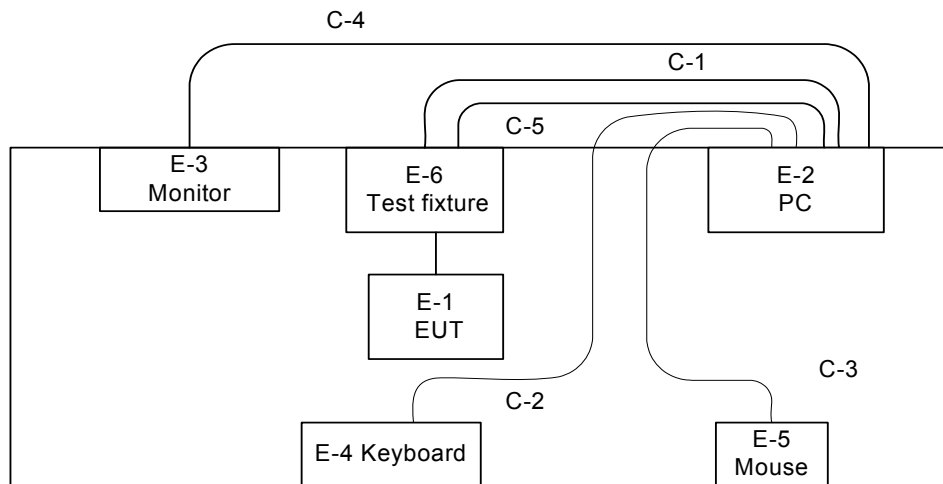 C-4
C-1
C-5
E-3
Monitor
E-6
Test fixture
E-2
PC
E-1
EUT
C-3
C-2
E-4 Keyboard
E-5
Mouse